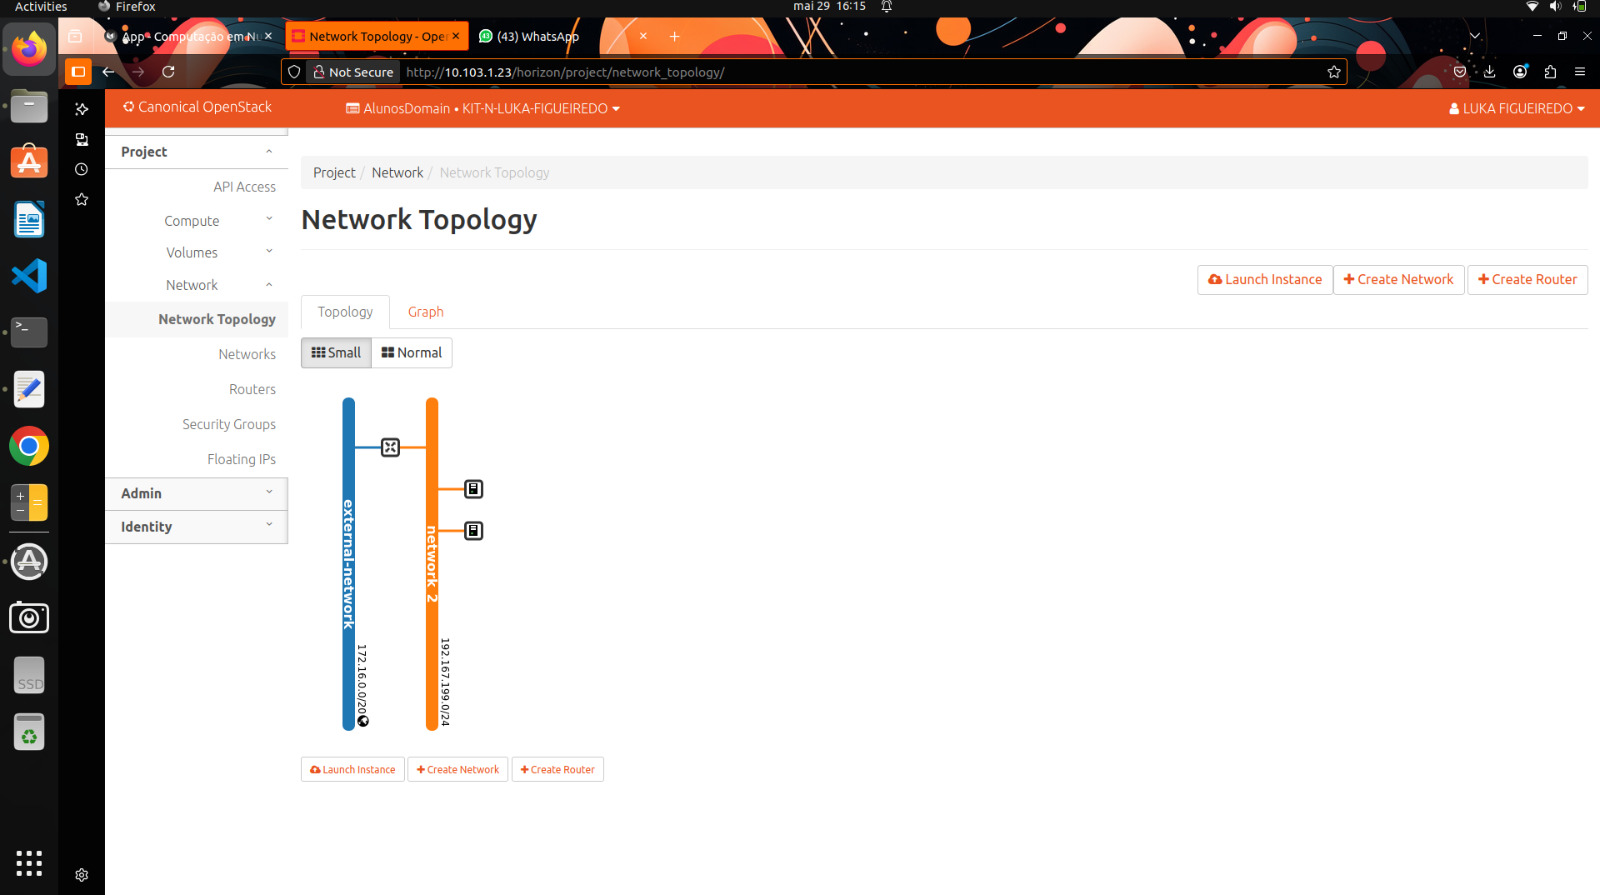 Activities
Firefox
mai 29 16:15
App - Computação em Nu
Network Topology - Ope
(43) WhatsApp
Not Secure
http://10.103.1.23/horizon/project/network_topology/
Canonical OpenStack
AlunosDomain • KIT-N-LUKA-FIGUEIREDO
LUKA FIGUEIREDO
Project
API Access
Compute
Volumes
Network
Network Topology
Networks
Routers
Security Groups
Floating IPs
Admin
Identity
Project / Network / Network Topology
Network Topology
Launch Instance
Create Network
Create Router
Topology
Graph
Small
Normal
external-network
172.16.0.0/20
network_2
192.167.199.0/24
Launch Instance
Create Network
Create Router
SSD